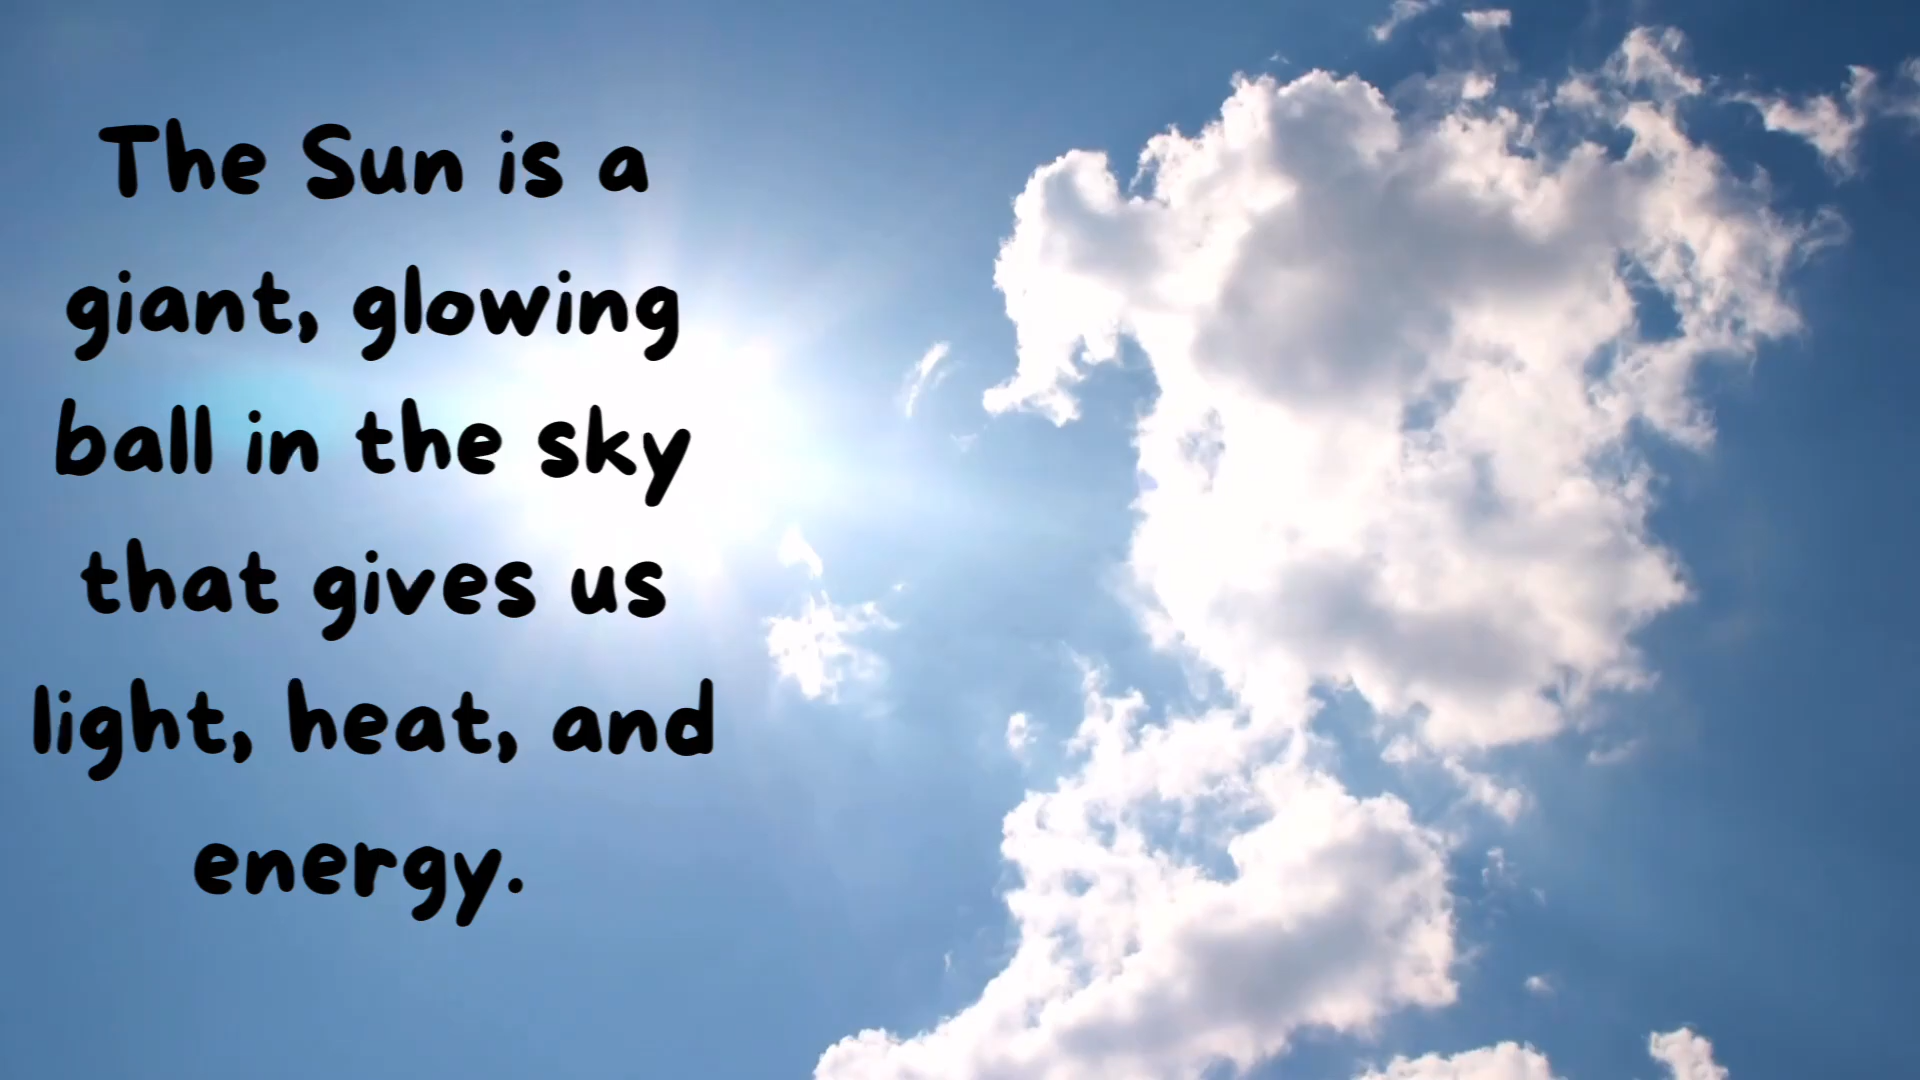 The Sun is a
giant, glowing
ball in the sky
that gives us
light, heat, and
energy.